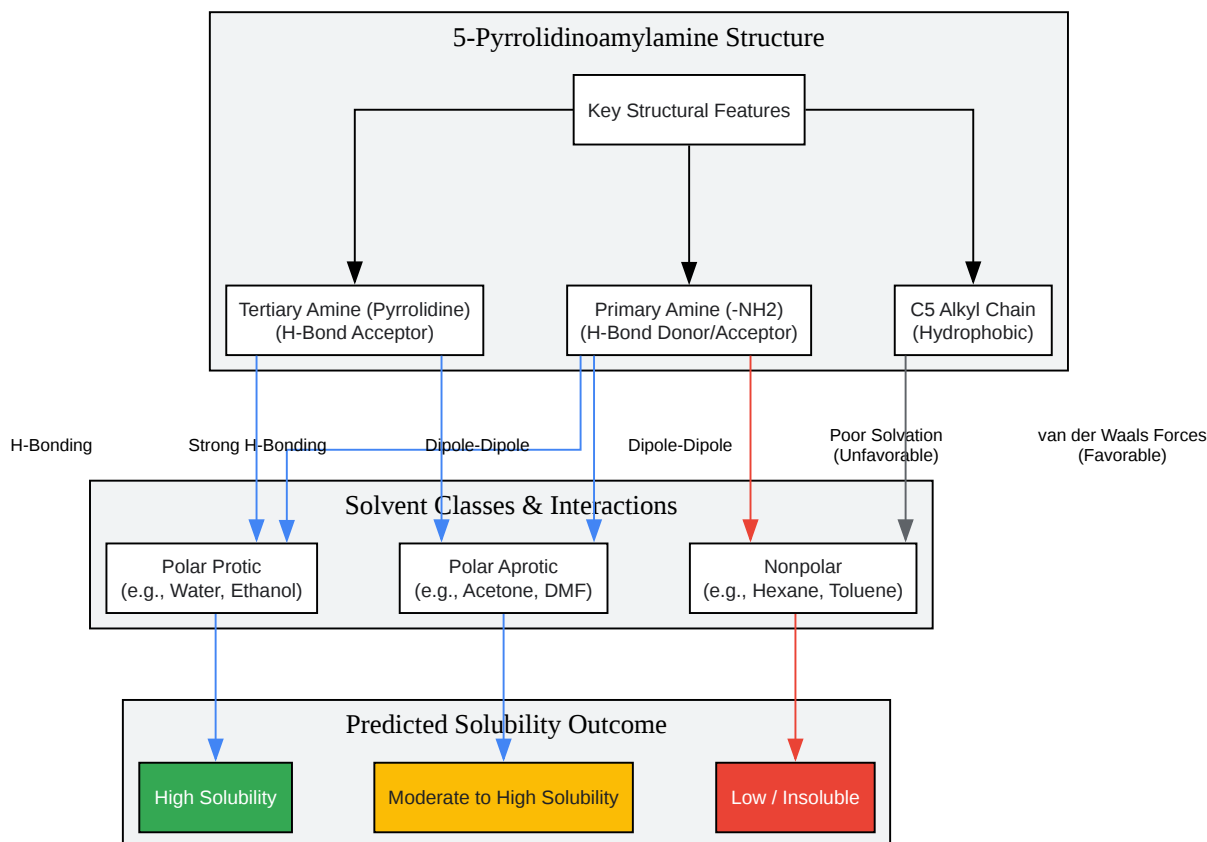 5-Pyrrolidinoamylamine Structure
Key Structural Features
Tertiary Amine (Pyrrolidine)
(H-Bond Acceptor)
Primary Amine (-NH2)
(H-Bond Donor/Acceptor)
C5 Alkyl Chain
(Hydrophobic)
H-Bonding
Strong H-Bonding
Dipole-Dipole
Dipole-Dipole
Poor Solvation
(Unfavorable)
van der Waals Forces
(Favorable)
Solvent Classes & Interactions
Polar Protic
(e.g., Water, Ethanol)
Polar Aprotic
(e.g., Acetone, DMF)
Nonpolar
(e.g., Hexane, Toluene)
Predicted Solubility Outcome
High Solubility
Moderate to High Solubility
Low / Insoluble